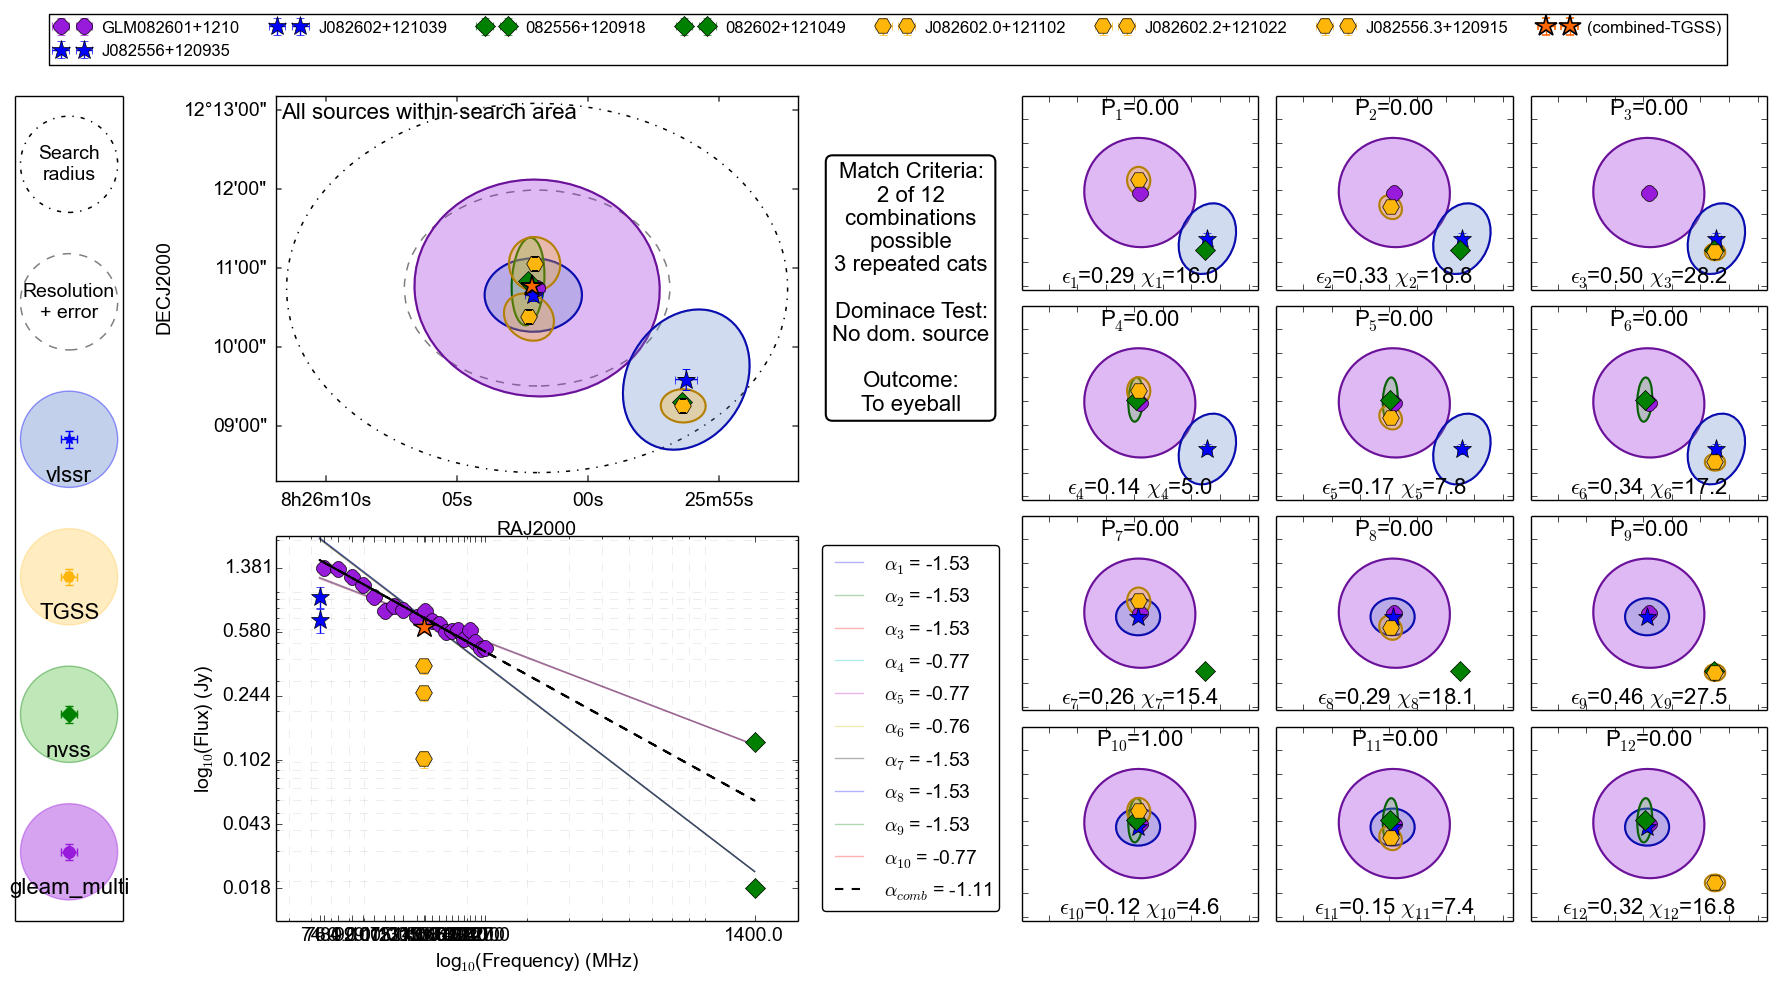 GLM082601+1210 J082602+121039 082556+120918 082602+121049 J082602.0+121102 J082602.2+121022 J082556.3+120915 (combined-TGSS)
J082556+120935
Search
radius
Resolution
+ error
vlssr
TGSS
nvss
gleam_multi
All sources within search area
12°13'00"
12'00"
11'00"
10'00"
09'00"
DECJ2000
8h26m10s 05s 00s 25m55s
RAJ2000
Match Criteria:
2 of 12
combinations
possible
3 repeated cats
Dominace Test:
No dom. source
Outcome:
To eyeball
1.381
0.580
0.244
0.102
0.043
0.018
log10(Flux) (Jy)
1400.0
log10(Frequency) (MHz)
α1 = -1.53
α2 = -1.53
α3 = -1.53
α4 = -0.77
α5 = -0.77
α6 = -0.76
α7 = -1.53
α8 = -1.53
α9 = -1.53
α10 = -0.77
αcomb = -1.11
P1=0.00
ϵ1=0.29 χ1=16.0
P2=0.00
ϵ2=0.33 χ2=18.8
P3=0.00
ϵ3=0.50 χ3=28.2
P4=0.00
ϵ4=0.14 χ4=5.0
P5=0.00
ϵ5=0.17 χ5=7.8
P6=0.00
ϵ6=0.34 χ6=17.2
P7=0.00
ϵ7=0.26 χ7=15.4
P8=0.00
ϵ8=0.29 χ8=18.1
P9=0.00
ϵ9=0.46 χ9=27.5
P10=1.00
ϵ10=0.12 χ10=4.6
P11=0.00
ϵ11=0.15 χ11=7.4
P12=0.00
ϵ12=0.32 χ12=16.8